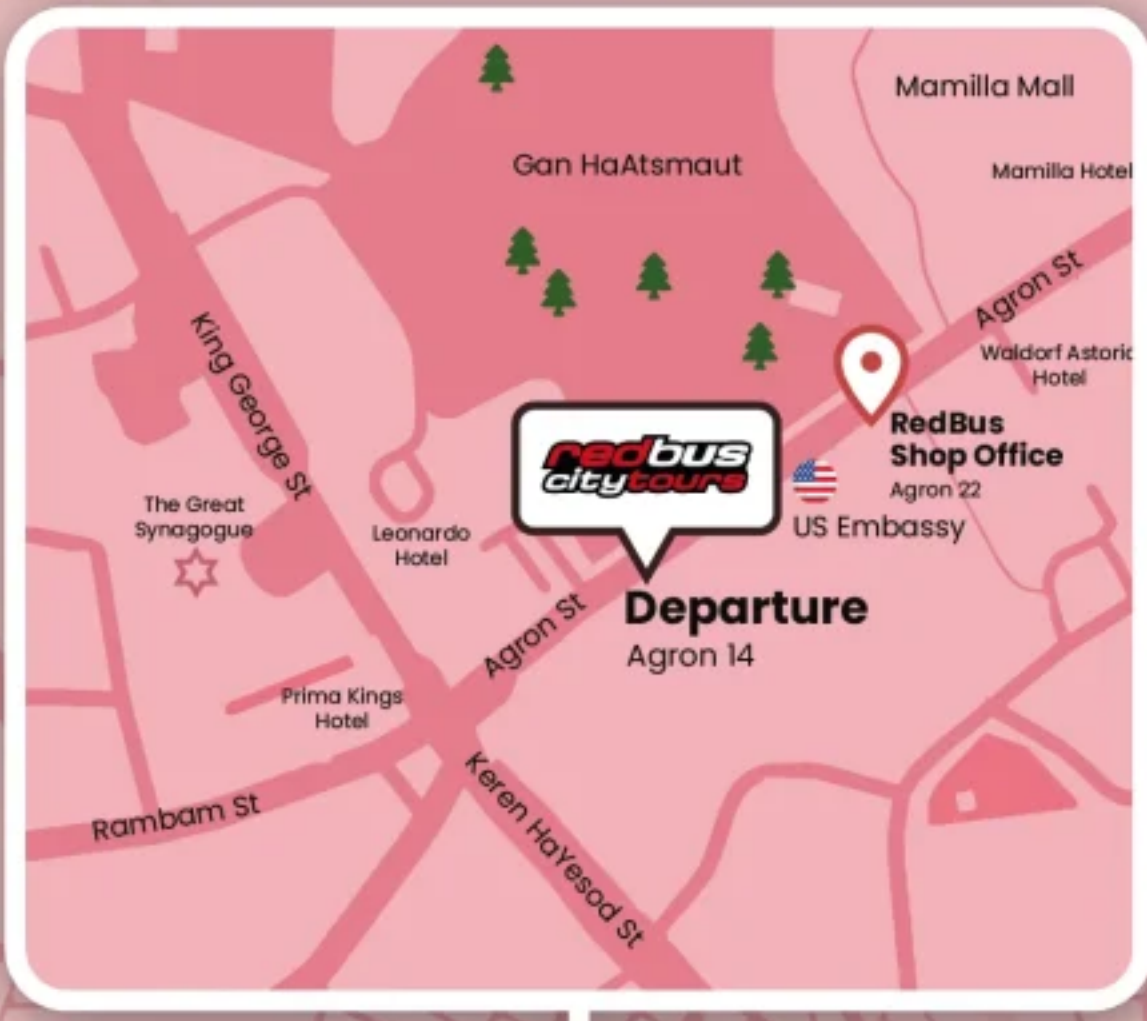 Mamilla Mall
Gan HaAtsmaut
Mamilla Hotel
Agron St
King George St
Waldorf Astoria
Hotel
RedBus
Shop Office
Agron 22
redbus
citytours
US Embassy
The Great
Synagogue
Leonardo
Hotel
Departure
Agron 14
Agron St
Prima Kings
Hotel
Rambam St
Keren HaYesod St